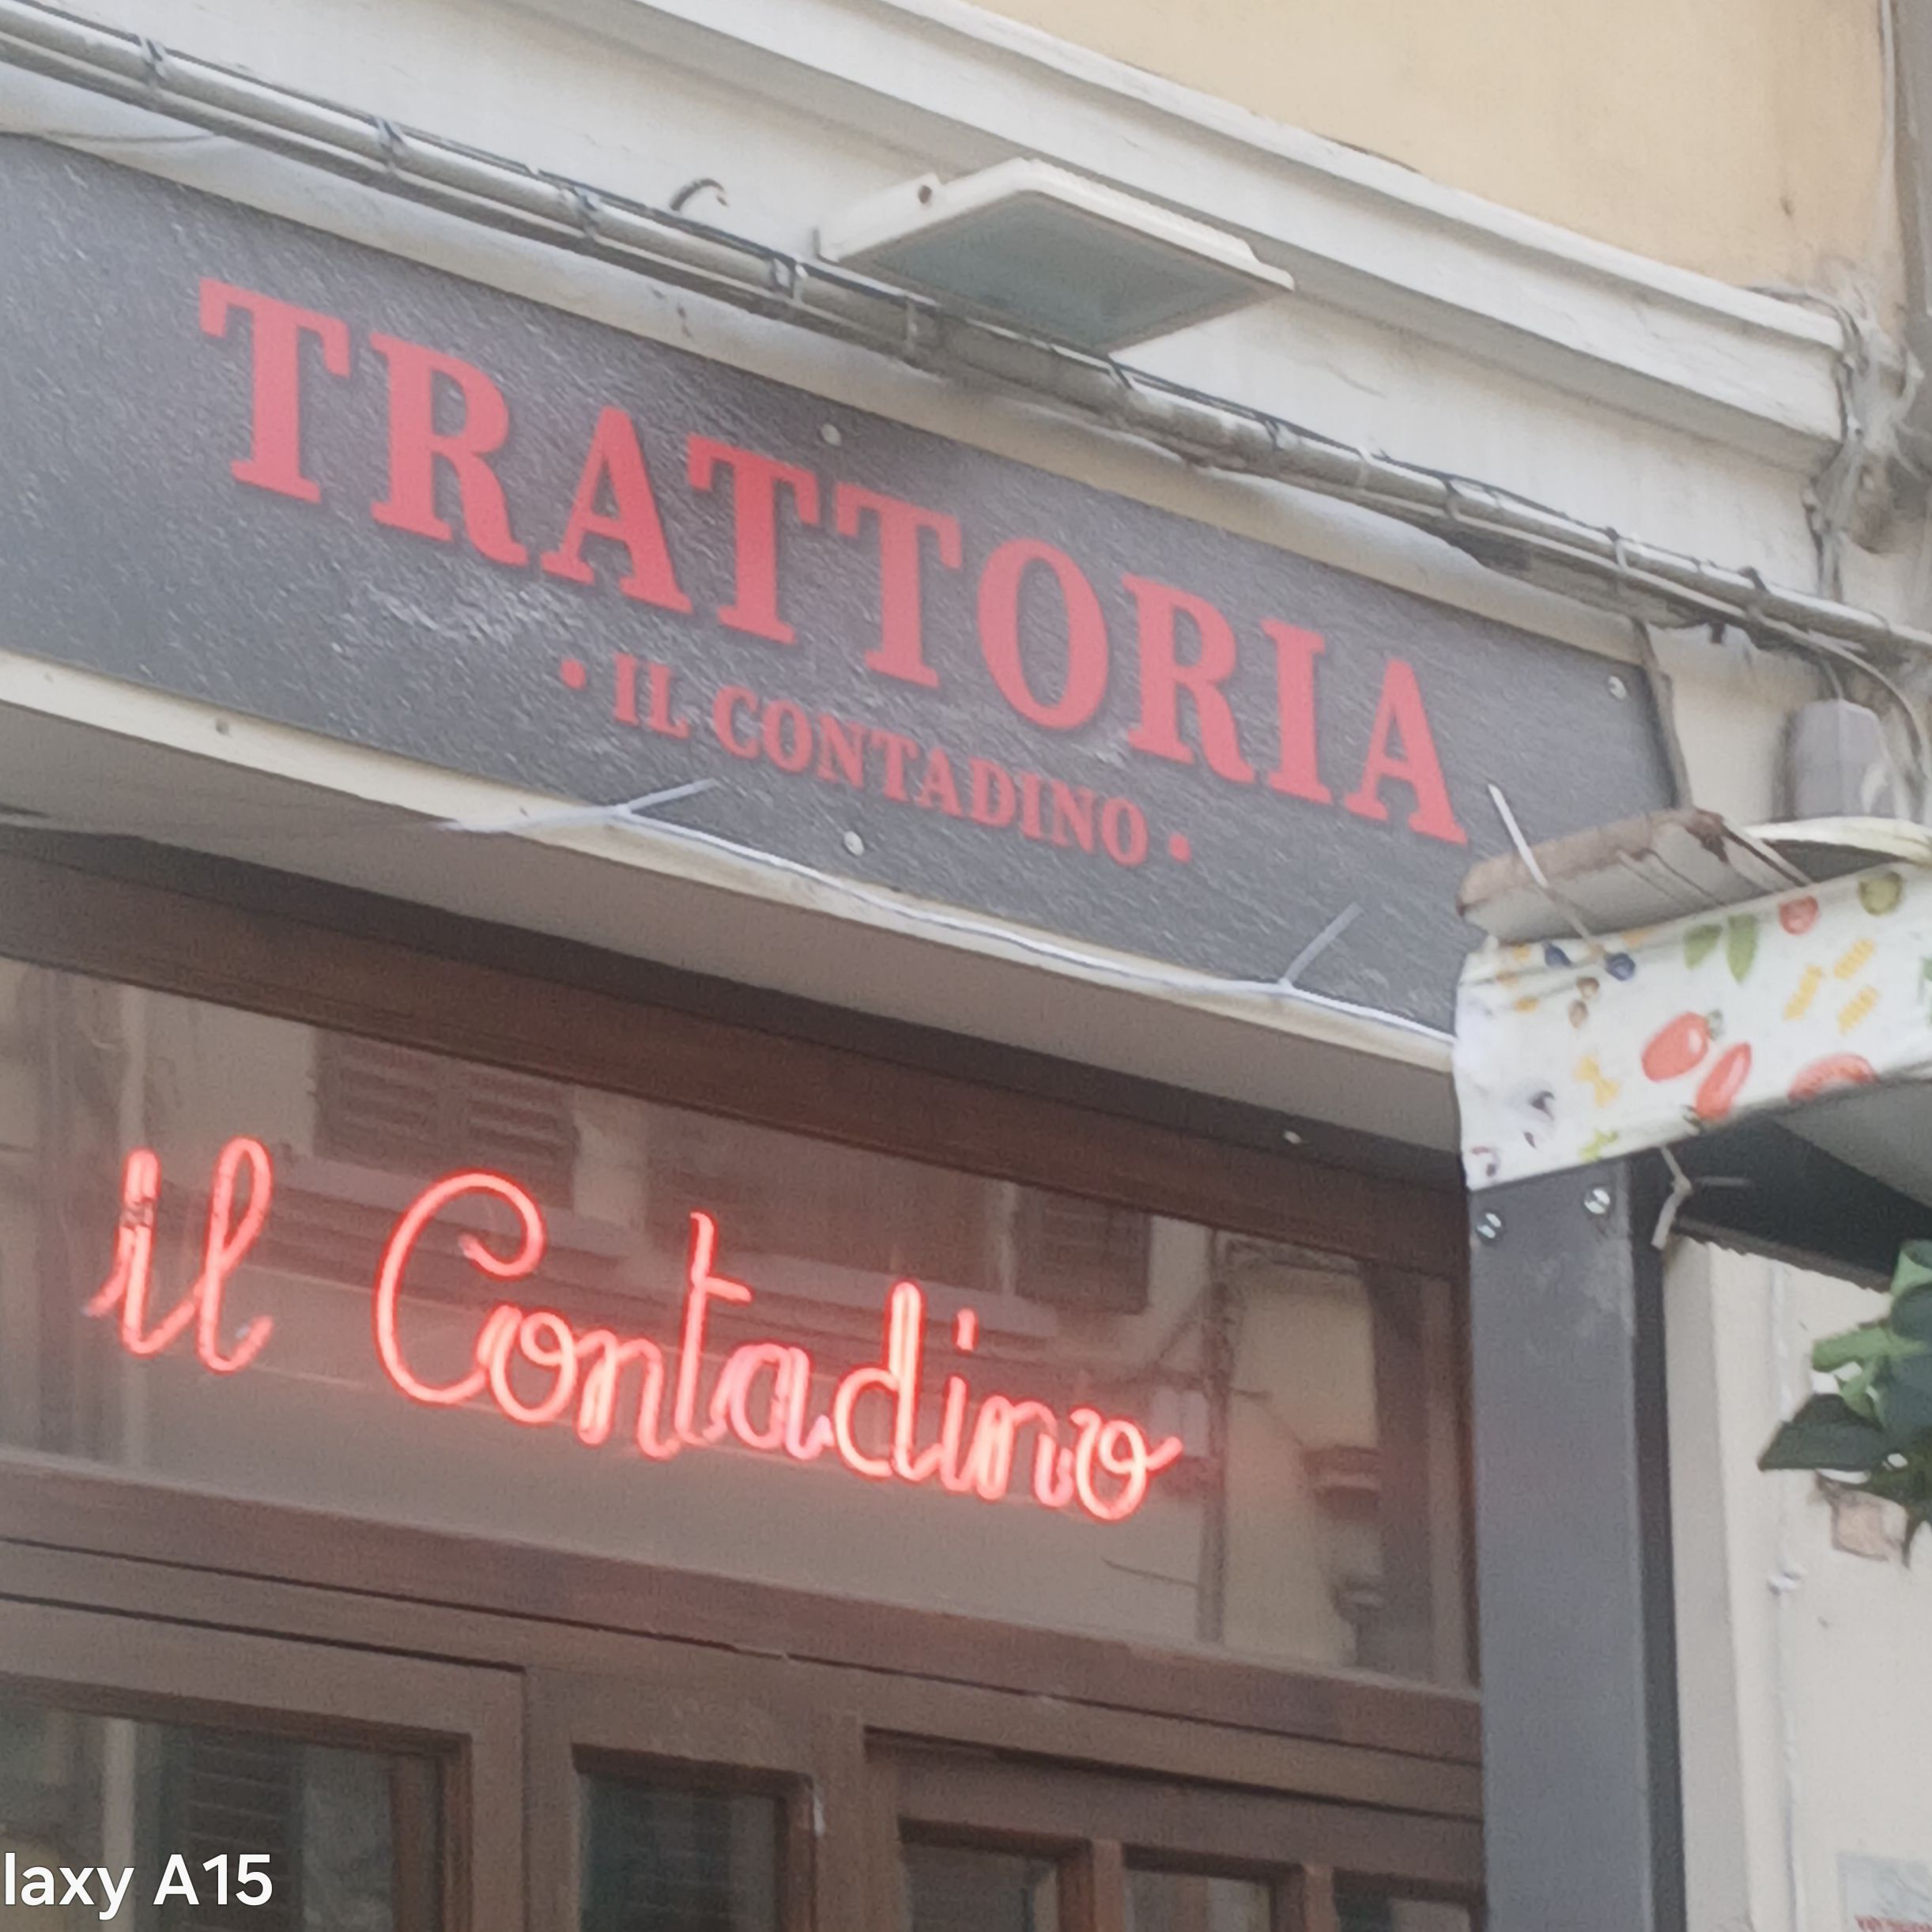 TRATTORIA
• IL CONTADINO •
il Contadino
laxy A15